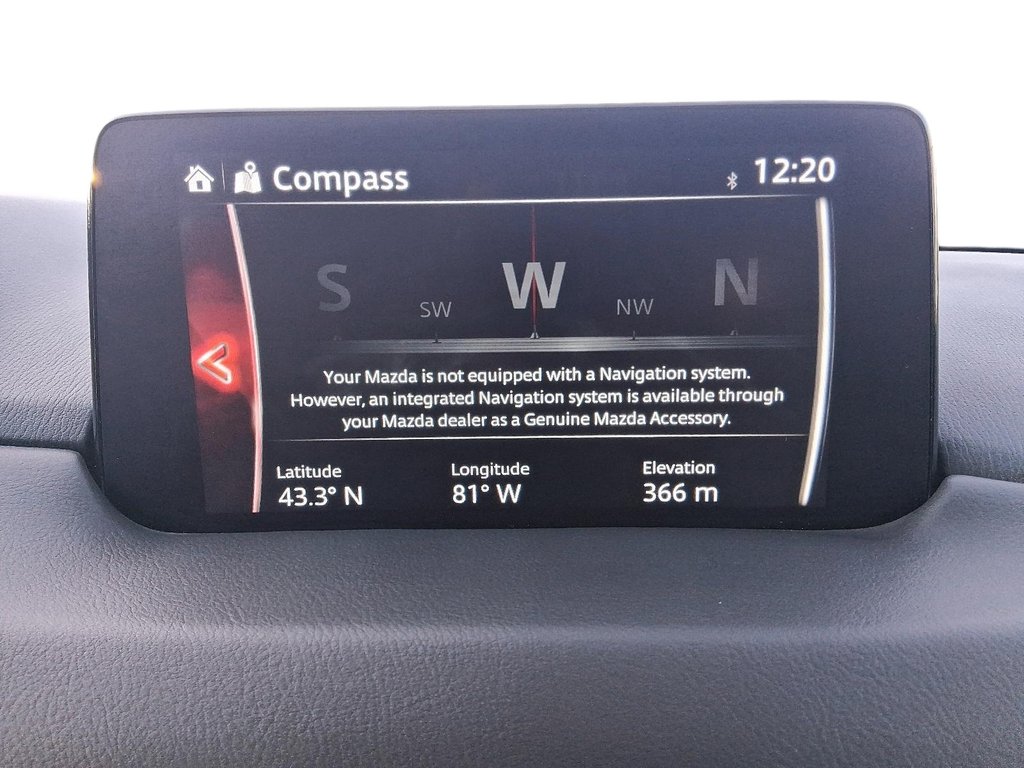 Compass
12:20
S SW W NW N
Your Mazda is not equipped with a Navigation system.
However, an integrated Navigation system is available through
your Mazda dealer as a Genuine Mazda Accessory.
Latitude Longitude Elevation
43.3° N 81° W 366 m